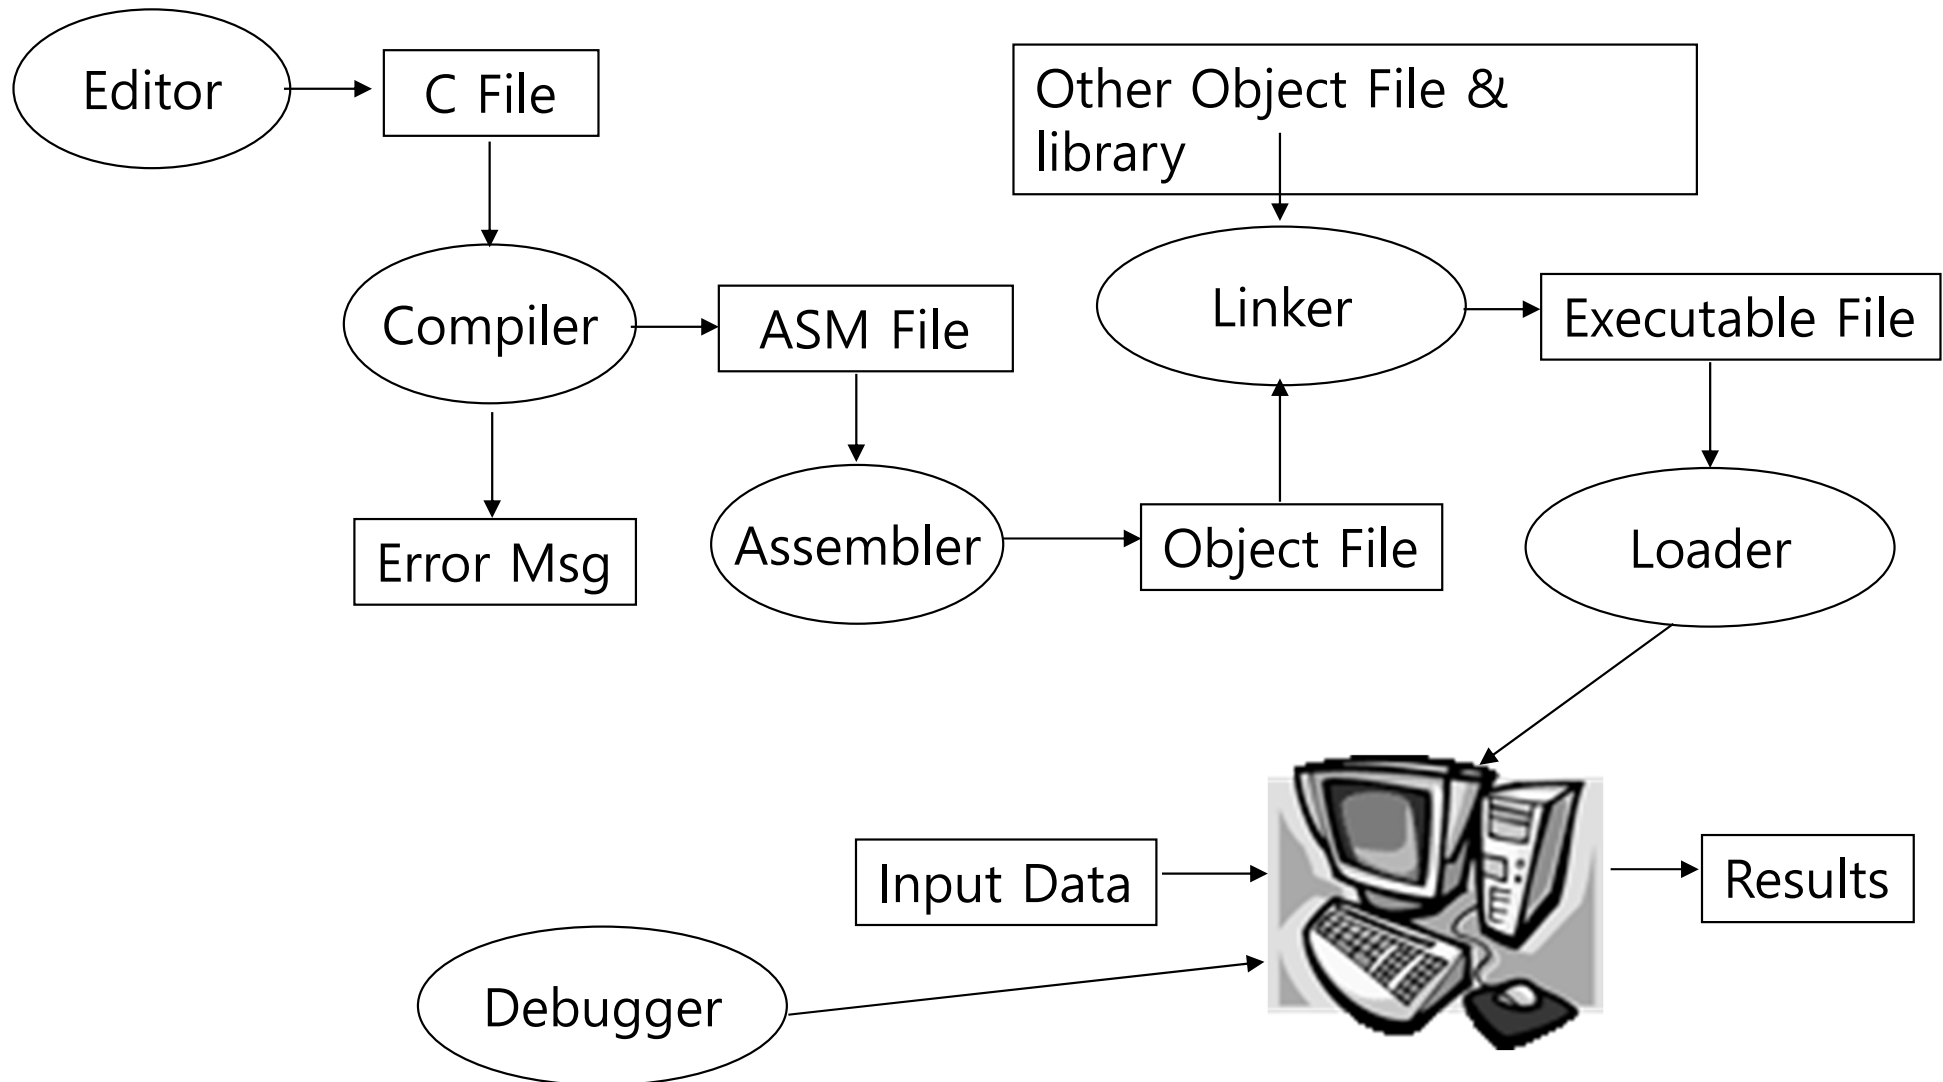 Editor
C File
Other Object File &
library
Compiler
ASM File
Linker
Executable File
Error Msg
Assembler
Object File
Loader
Input Data
Results
Debugger